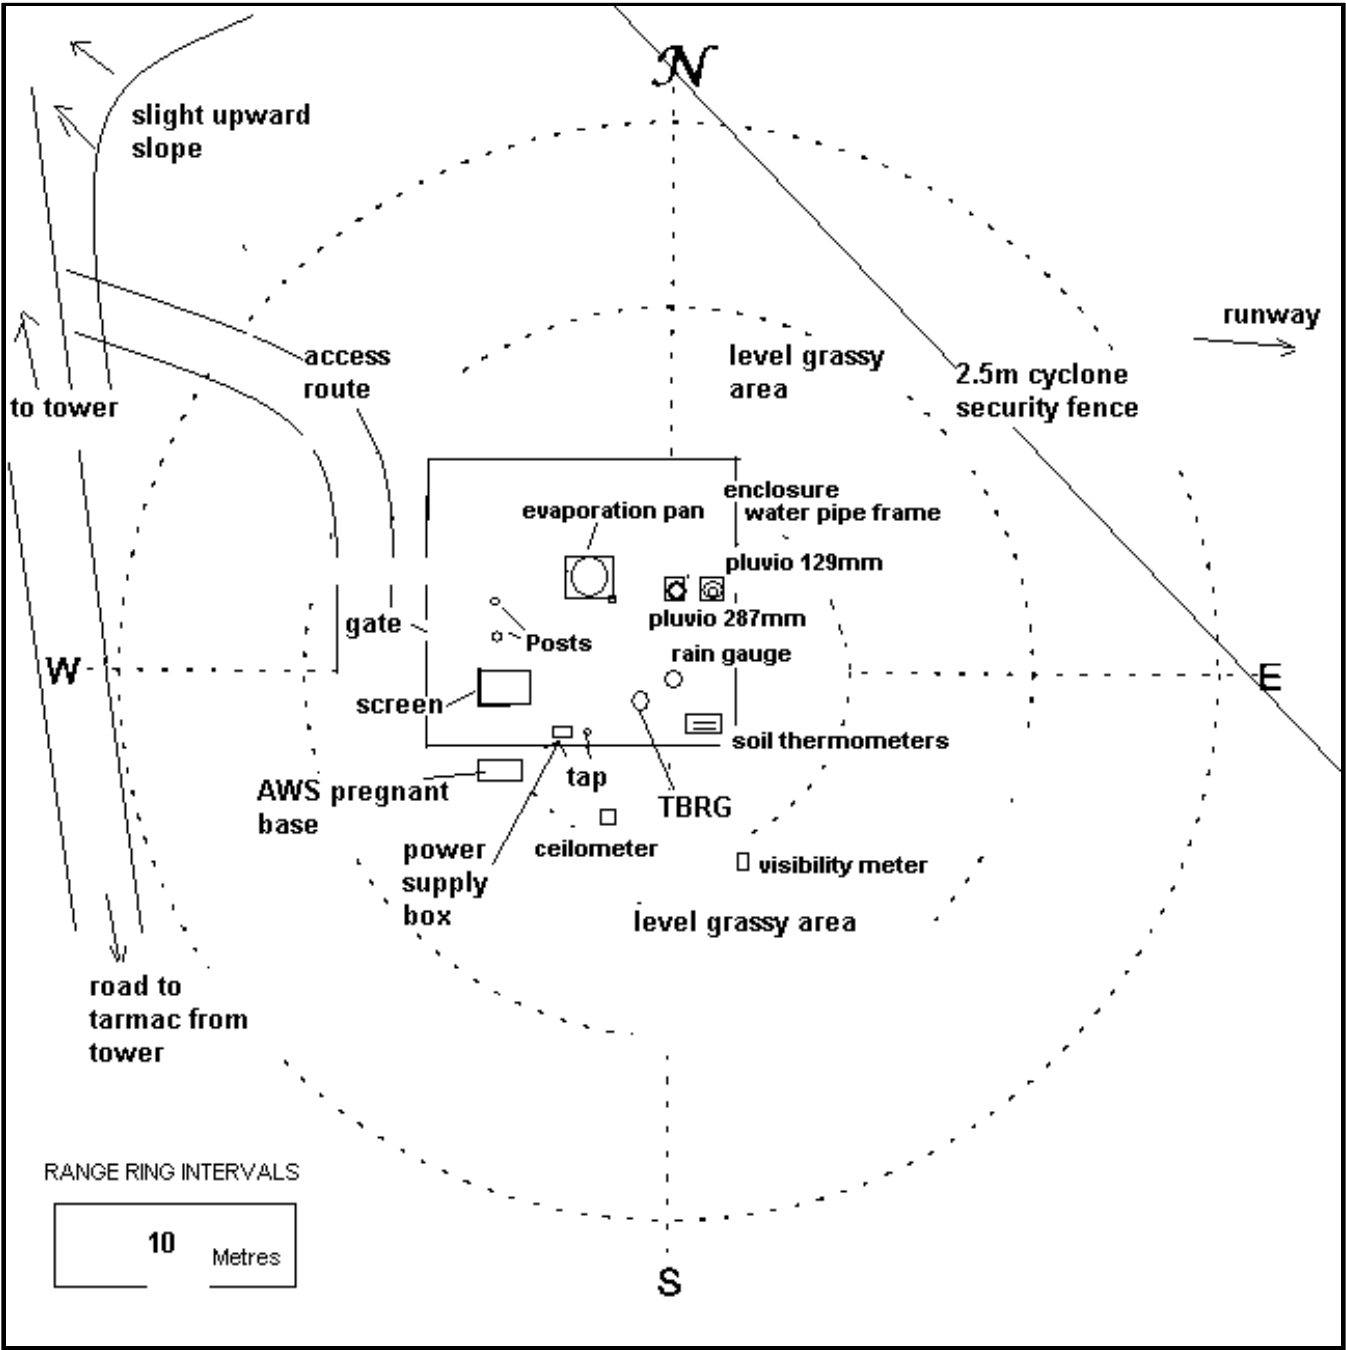 N
slight upward
slope
runway
access
route
level grassy
area
2.5m cyclone
security fence
to tower
enclosure
water pipe frame
evaporation pan
pluvio 129mm
pluvio 287mm
gate
Posts
rain gauge
W
E
screen
soil thermometers
tap
AWS pregnant
base
TBRG
power
supply
box
ceilometer
visibility meter
level grassy area
road to
tarmac from
tower
RANGE RING INTERVALS
10 Metres
S